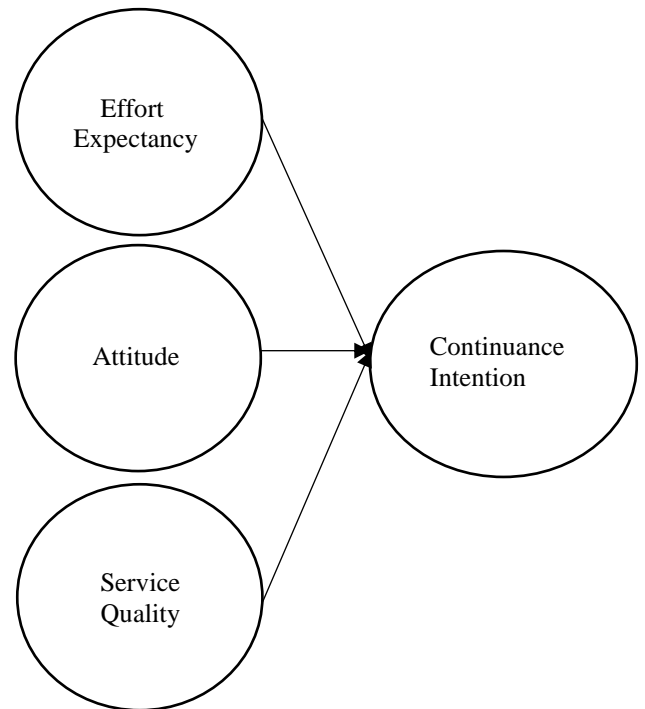 Effort
Expectancy
Attitude
Continuance
Intention
Service
Quality